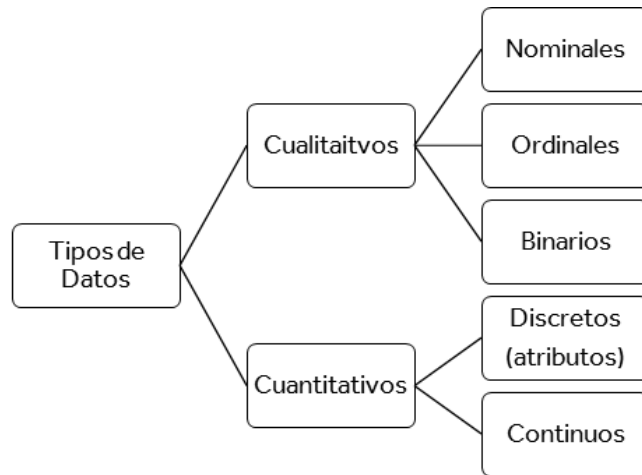 Tipos de
Datos
Cualitaitvos
Nominales
Ordinales
Binarios
Cuantitativos
Discretos
(atributos)
Continuos